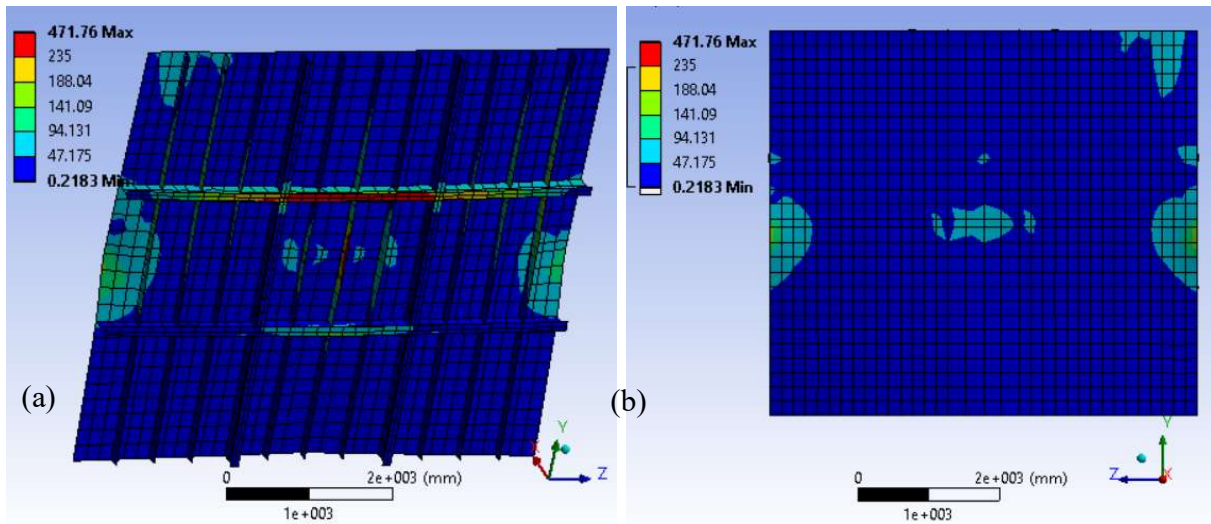 471.76 Max
235
188.04
141.09
94.131
47.175
0.2183 Min
(a)
Y
X
Z
0
2e+003 (mm)
1e+003
471.76 Max
235
188.04
141.09
94.131
47.175
0.2183 Min
(b)
Y
Z
X
0
2e+003 (mm)
1e+003